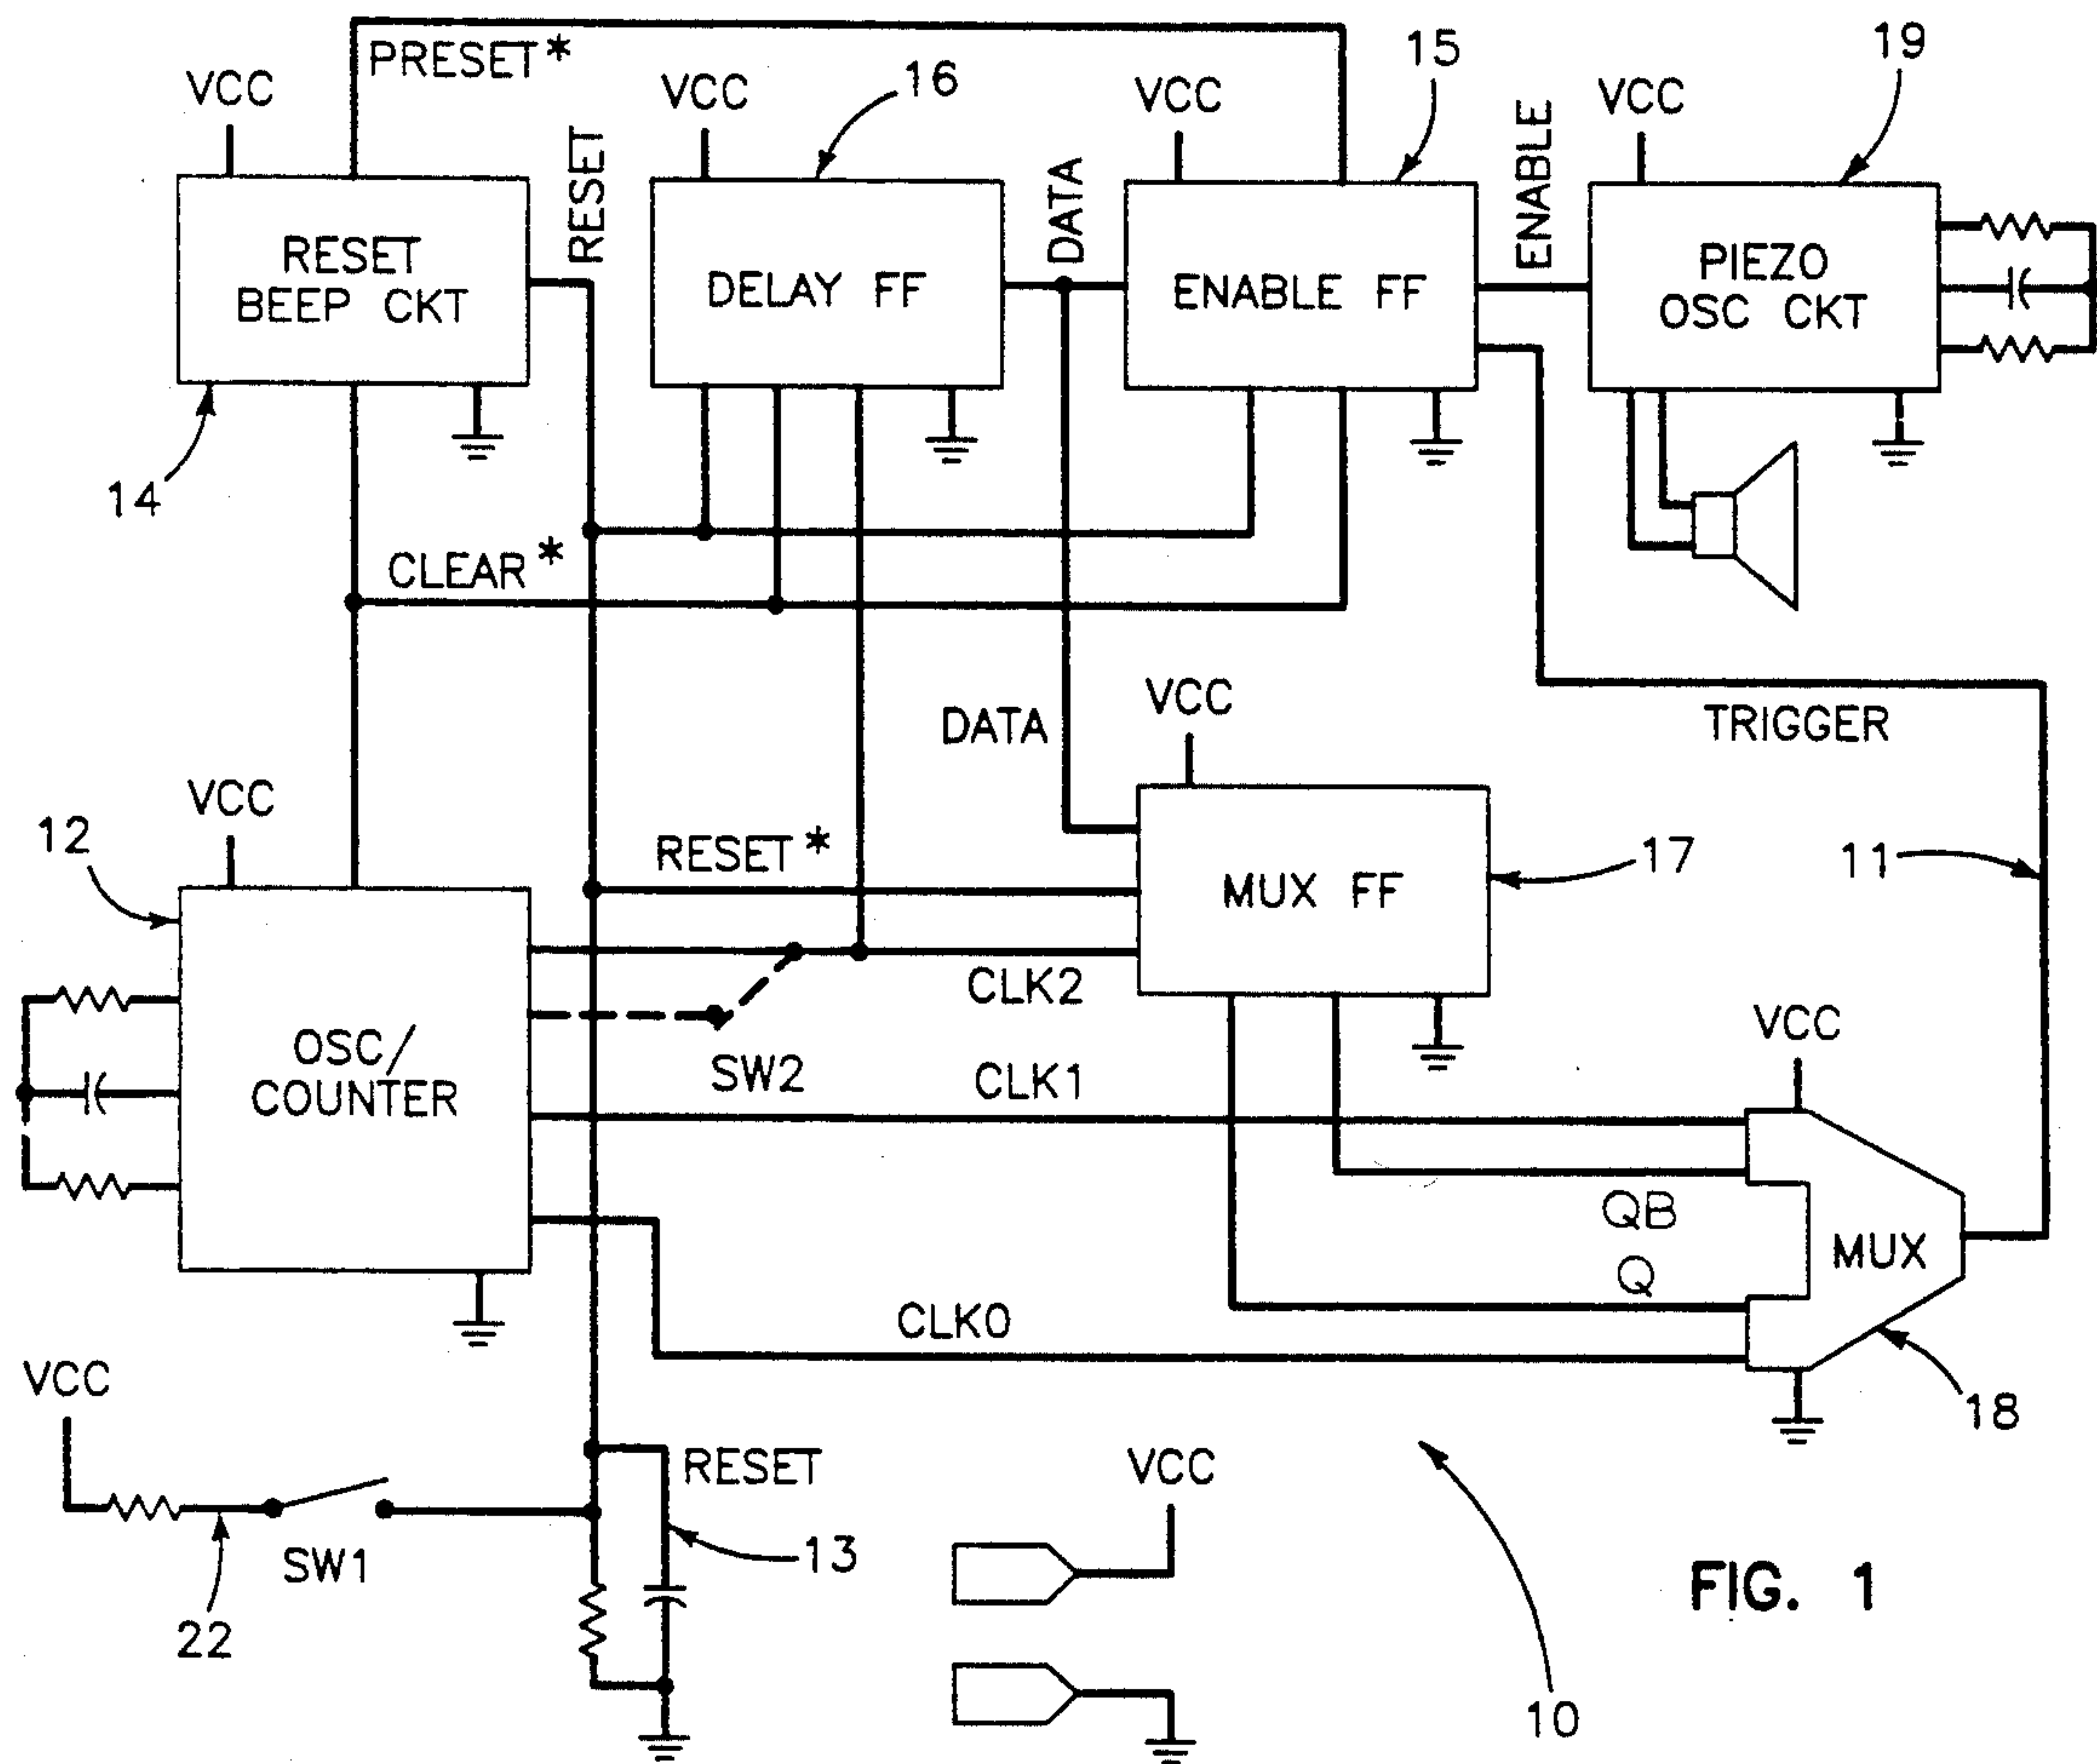 PRESET*
15
19
VCC
16
VCC
VCC
VCC
RESET
DATA
ENABLE
RESET
BEEP CKT
DELAY FF
ENABLE FF
PIEZO
OSC CKT
14
CLEAR*
DATA
VCC
TRIGGER
VCC
12
RESET*
MUX FF
17
11
CLK2
OSC/
COUNTER
SW2
CLK1
VCC
QB
MUX
Q
CLK0
VCC
18
RESET
VCC
SW1
13
FIG. 1
22
10